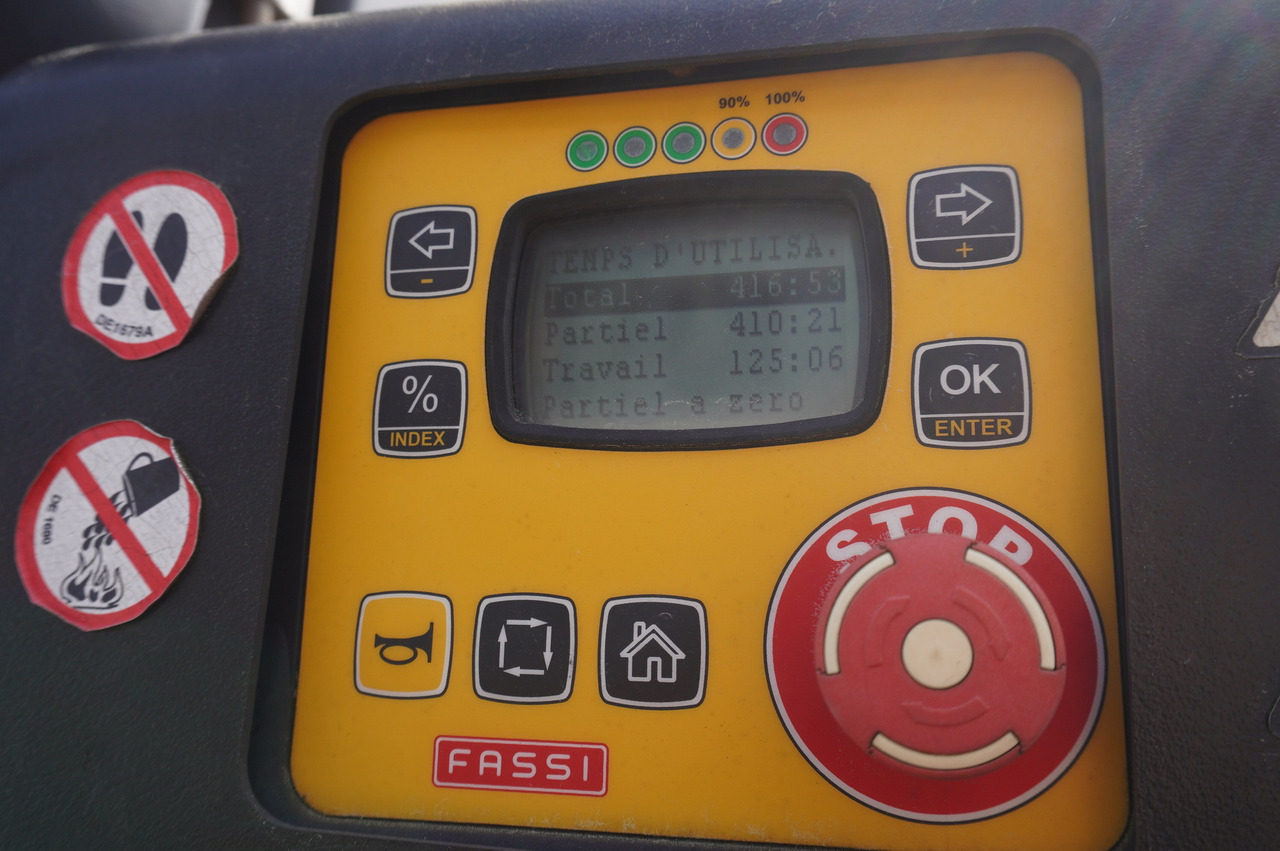 90% 100%
TEMPS D'UTILISA.
Total 416:53
Partiel 410:21
Travail 125:06
Partiel a zero
-
+
%
INDEX
OK
ENTER
STOP
FASSI
DE1679A
DE 1680